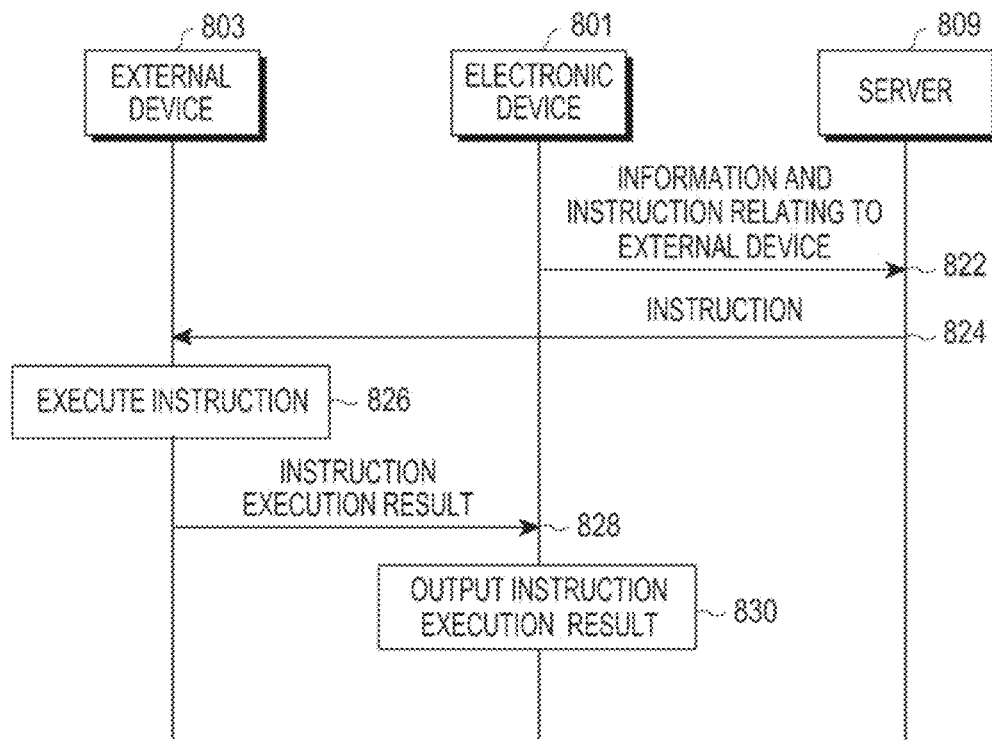 803
801
809
EXTERNAL
DEVICE
ELECTRONIC
DEVICE
SERVER
INFORMATION AND
INSTRUCTION RELATING TO
EXTERNAL DEVICE
822
INSTRUCTION
824
EXECUTE INSTRUCTION
826
INSTRUCTION
EXECUTION RESULT
828
OUTPUT INSTRUCTION
EXECUTION RESULT
830